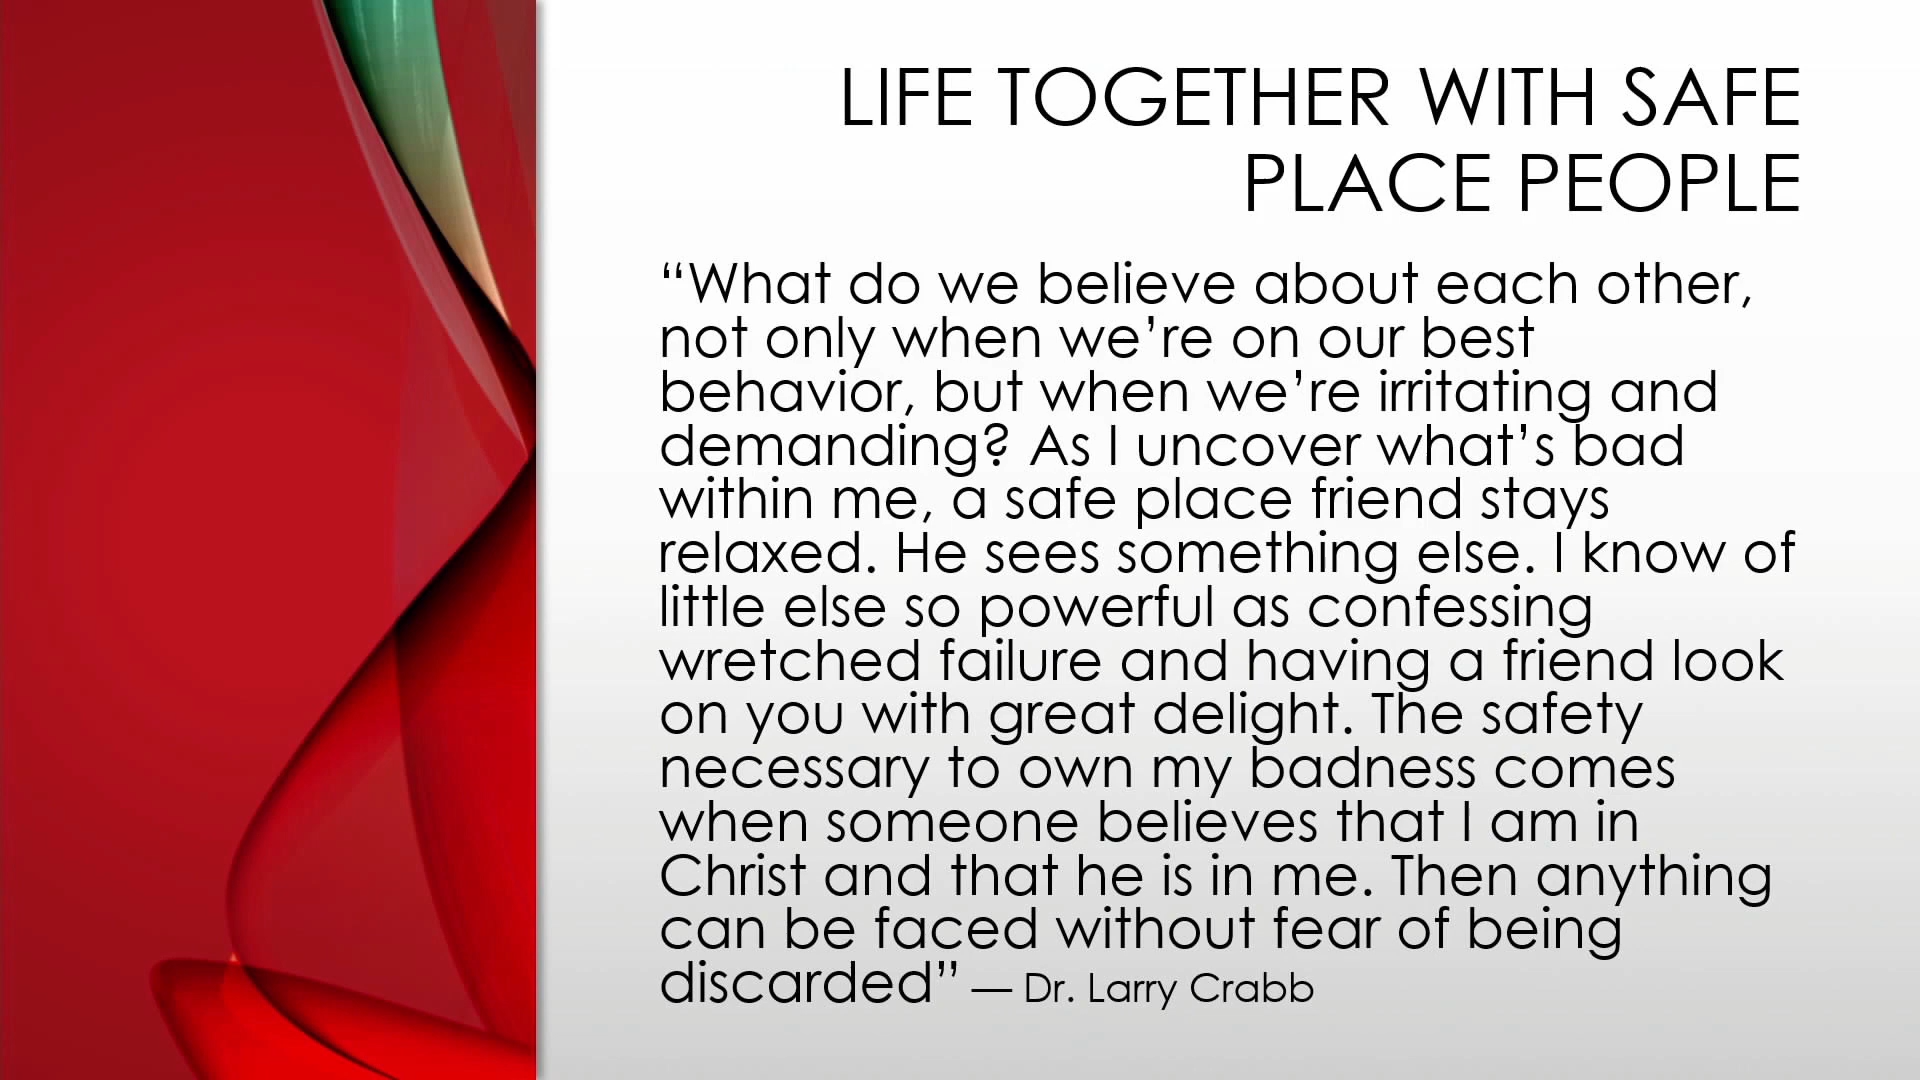 LIFE TOGETHER WITH SAFE
PLACE PEOPLE
“What do we believe about each other,
not only when we’re on our best
behavior, but when we’re irritating and
demanding? As I uncover what’s bad
within me, a safe place friend stays
relaxed. He sees something else. I know of
little else so powerful as confessing
wretched failure and having a friend look
on you with great delight. The safety
necessary to own my badness comes
when someone believes that I am in
Christ and that he is in me. Then anything
can be faced without fear of being
discarded” — Dr. Larry Crabb